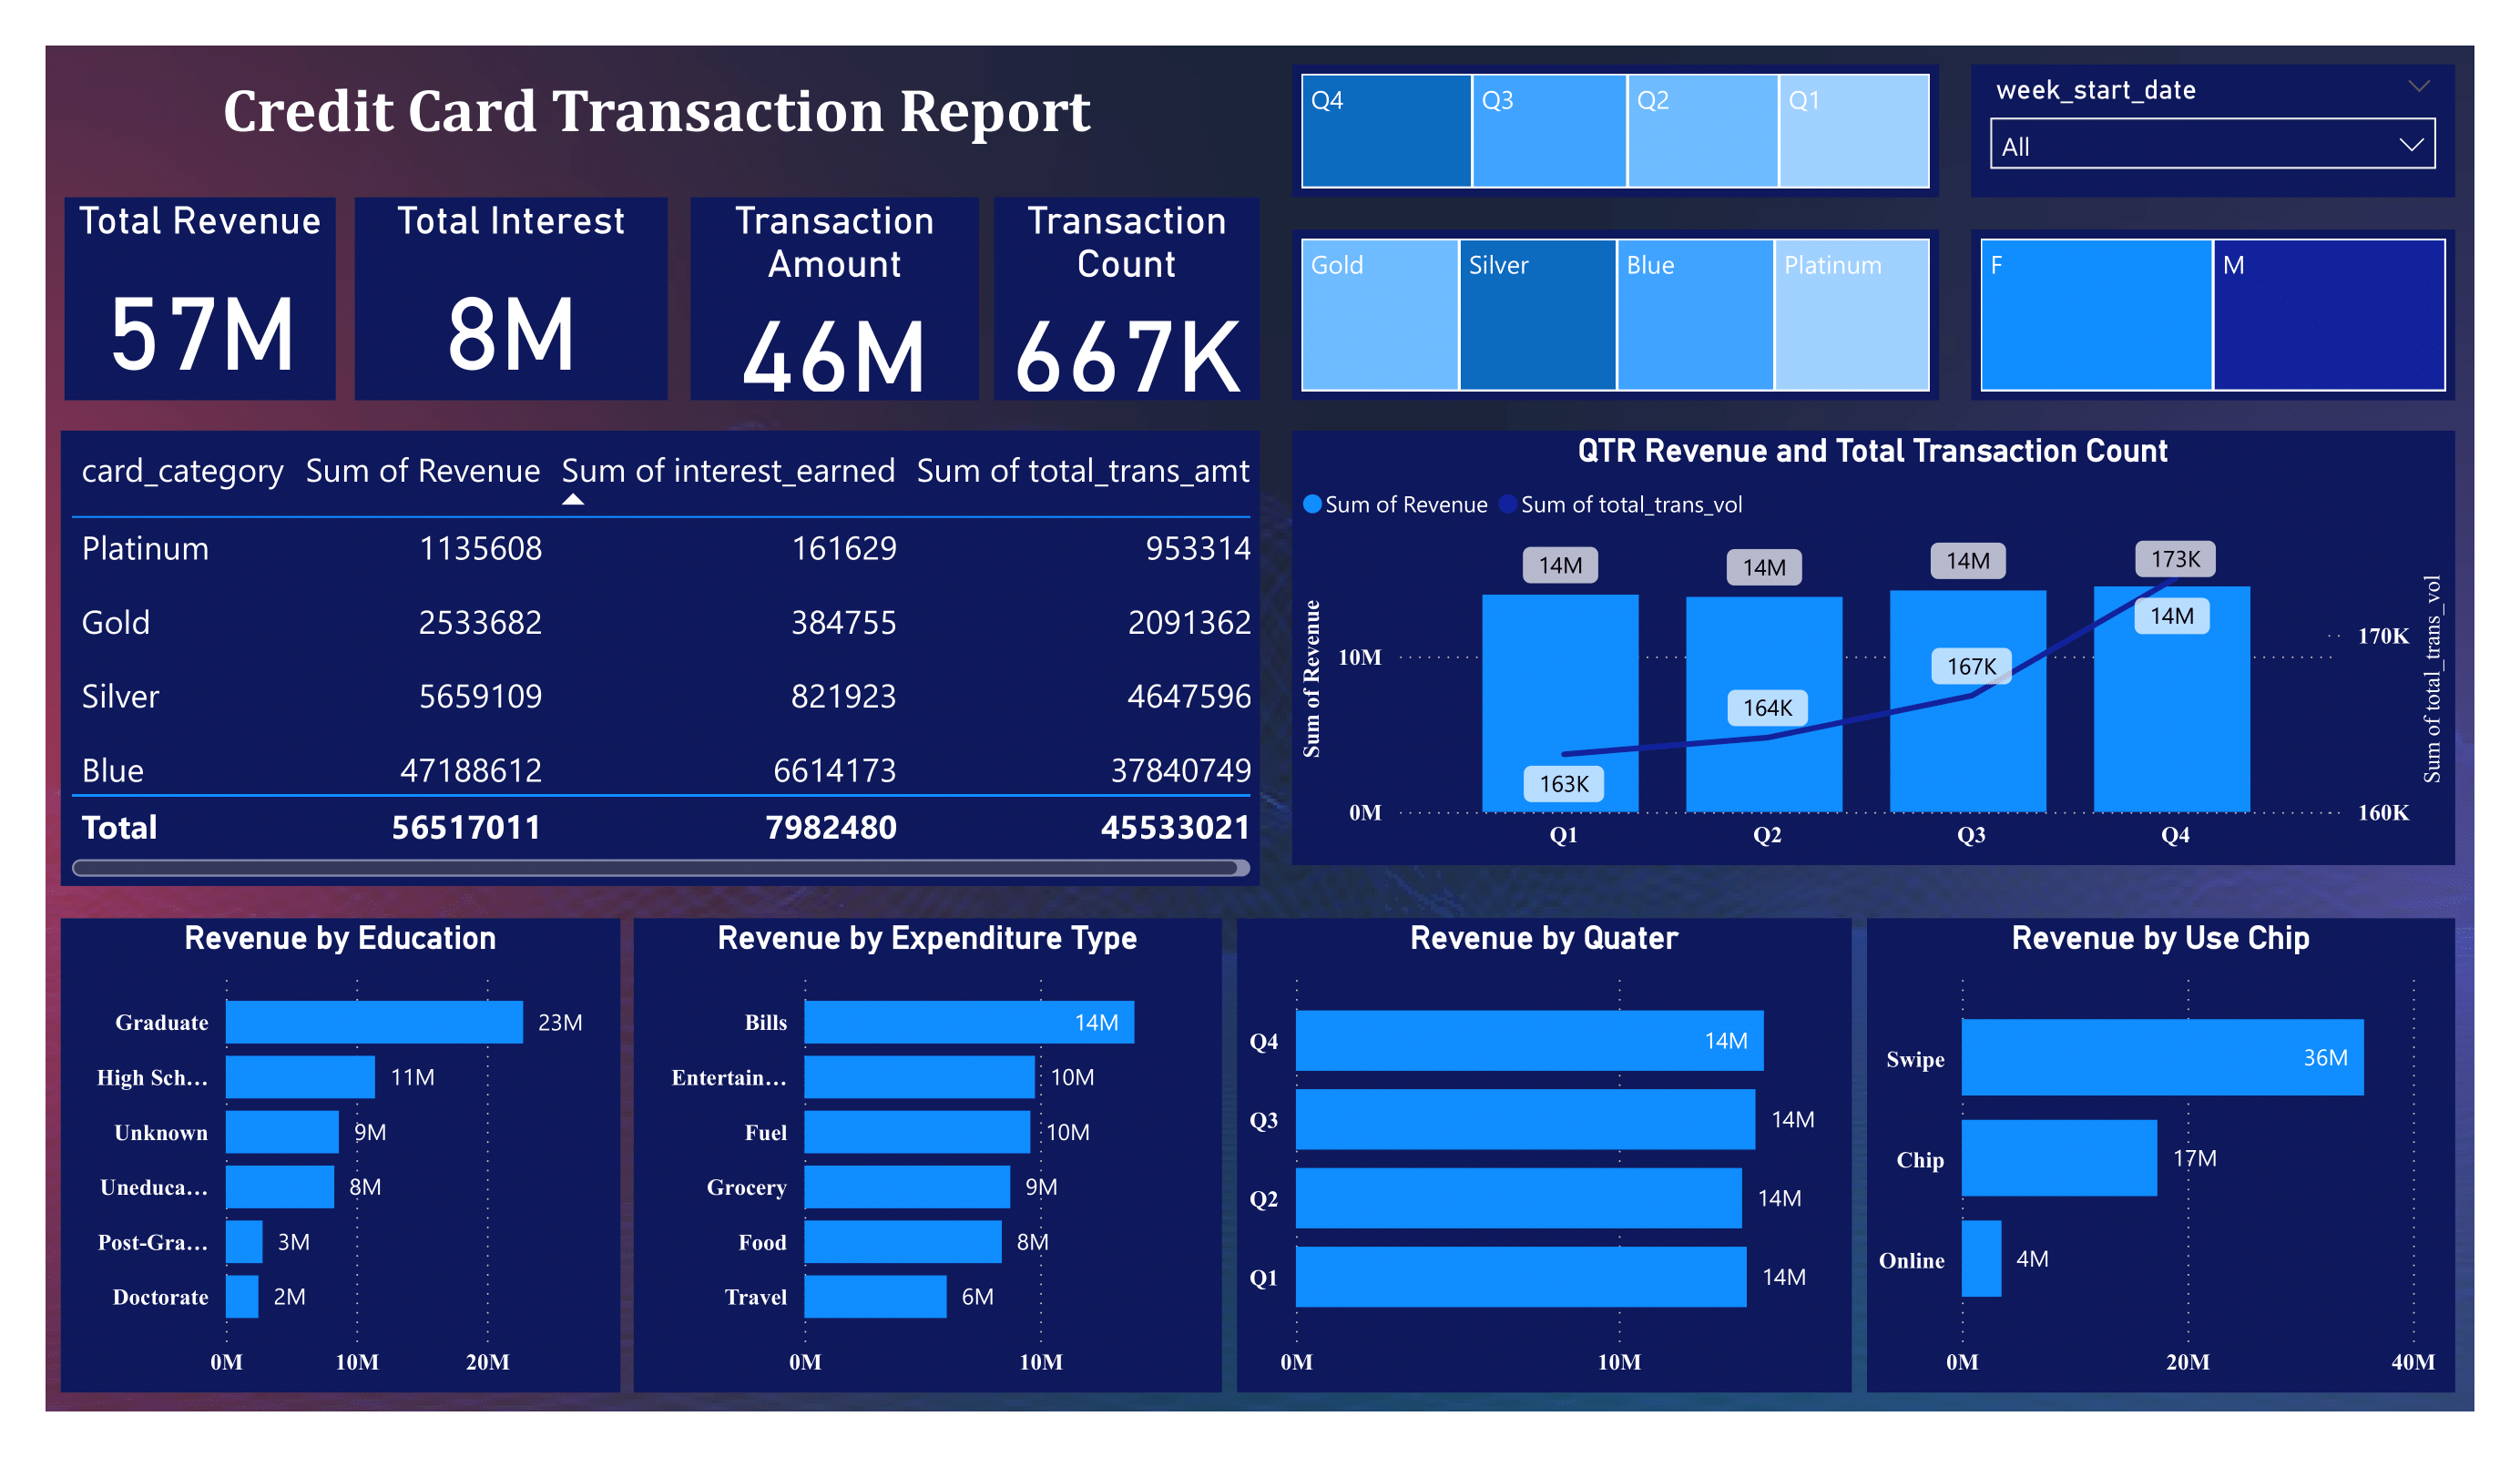 Credit Card Transaction Report
Q4 Q3 Q2 Q1
week_start_date
All
Total Revenue
57M
Total Interest
8M
Transaction
Amount
46M
Transaction
Count
667K
Gold Silver Blue Platinum
F M
card_category Sum of Revenue Sum of interest_earned Sum of total_trans_amt
Platinum 1135608 161629 953314
Gold 2533682 384755 2091362
Silver 5659109 821923 4647596
Blue 47188612 6614173 37840749
Total 56517011 7982480 45533021
QTR Revenue and Total Transaction Count
Sum of Revenue Sum of total_trans_vol
14M 14M 14M 173K
14M
167K
164K
163K
Sum of Revenue
10M
0M
170K
160K
Sum of total_trans_vol
Q1 Q2 Q3 Q4
Revenue by Education
Graduate 23M
High Sch... 11M
Unknown 9M
Uneduca... 8M
Post-Gra... 3M
Doctorate 2M
0M 10M 20M
Revenue by Expenditure Type
Bills 14M
Entertain... 10M
Fuel 10M
Grocery 9M
Food 8M
Travel 6M
0M 10M
Revenue by Quater
Q4 14M
Q3 14M
Q2 14M
Q1 14M
0M 10M
Revenue by Use Chip
Swipe 36M
Chip 17M
Online 4M
0M 20M 40M